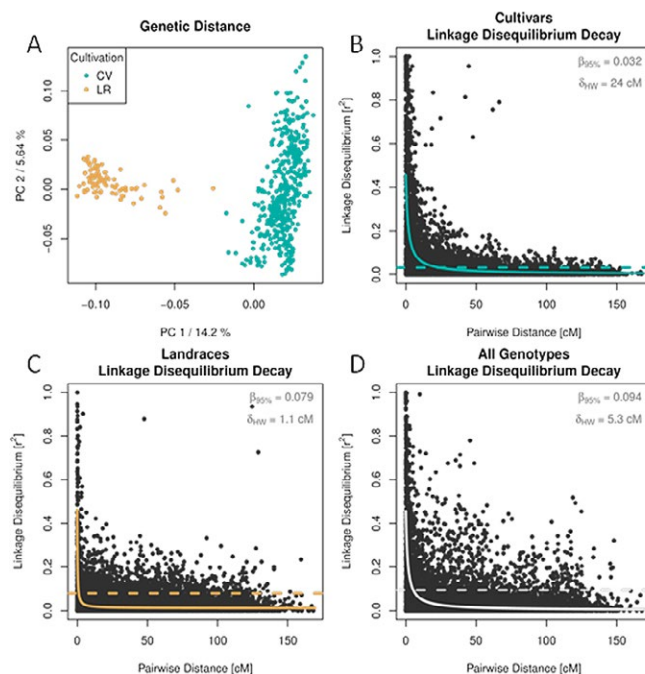 A
Genetic Distance
Cultivation
CV
LR
PC 2 / 5.64 %
0.10
0.05
0.00
−0.05
−0.10
−0.05
0.00
PC 1 / 14.2 %
B
Cultivars
Linkage Disequilibrium Decay
β95% = 0.032
δHW = 24 cM
Linkage Disequilibrium [r²]
1.0
0.8
0.6
0.4
0.2
0.0
0
50
100
150
Pairwise Distance [cM]
C
Landraces
Linkage Disequilibrium Decay
β95% = 0.079
δHW = 1.1 cM
Linkage Disequilibrium [r²]
1.0
0.8
0.6
0.4
0.2
0.0
0
50
100
150
Pairwise Distance [cM]
D
All Genotypes
Linkage Disequilibrium Decay
β95% = 0.094
δHW = 5.3 cM
Linkage Disequilibrium [r²]
1.0
0.8
0.6
0.4
0.2
0.0
0
50
100
150
Pairwise Distance [cM]